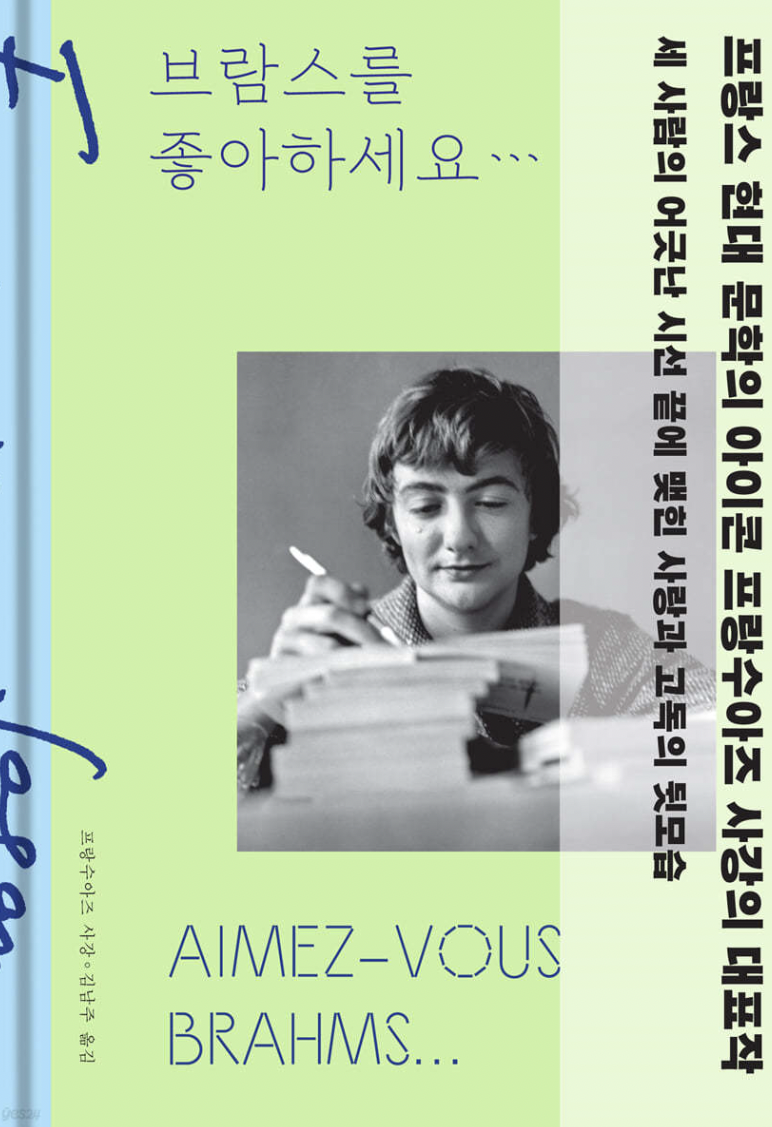 브람스를
좋아하세요…
프랑스 현대 문학의 아이콘 프랑수아즈 사강의 대표작
세 사람의 어긋난 시선 끝에 맺힌 사랑과 고독의 뒷모습
프랑수아즈 사강。김남주 옮김
AIMEZ-VOUS
BRAHMS...
yes24